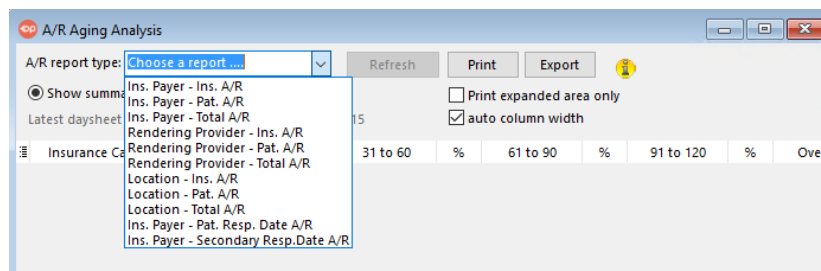 A/R Aging Analysis
A/R report type: Choose a report .... Refresh Print Export
Show summa Print expanded area only
Latest daysheet 15 auto column width
Insurance Ca 31 to 60 % 61 to 90 % 91 to 120 % Ove
Ins. Payer - Ins. A/R
Ins. Payer - Pat. A/R
Ins. Payer - Total A/R
Rendering Provider - Ins. A/R
Rendering Provider - Pat. A/R
Rendering Provider - Total A/R
Location - Ins. A/R
Location - Pat. A/R
Location - Total A/R
Ins. Payer - Pat. Resp. Date A/R
Ins. Payer - Secondary Resp.Date A/R